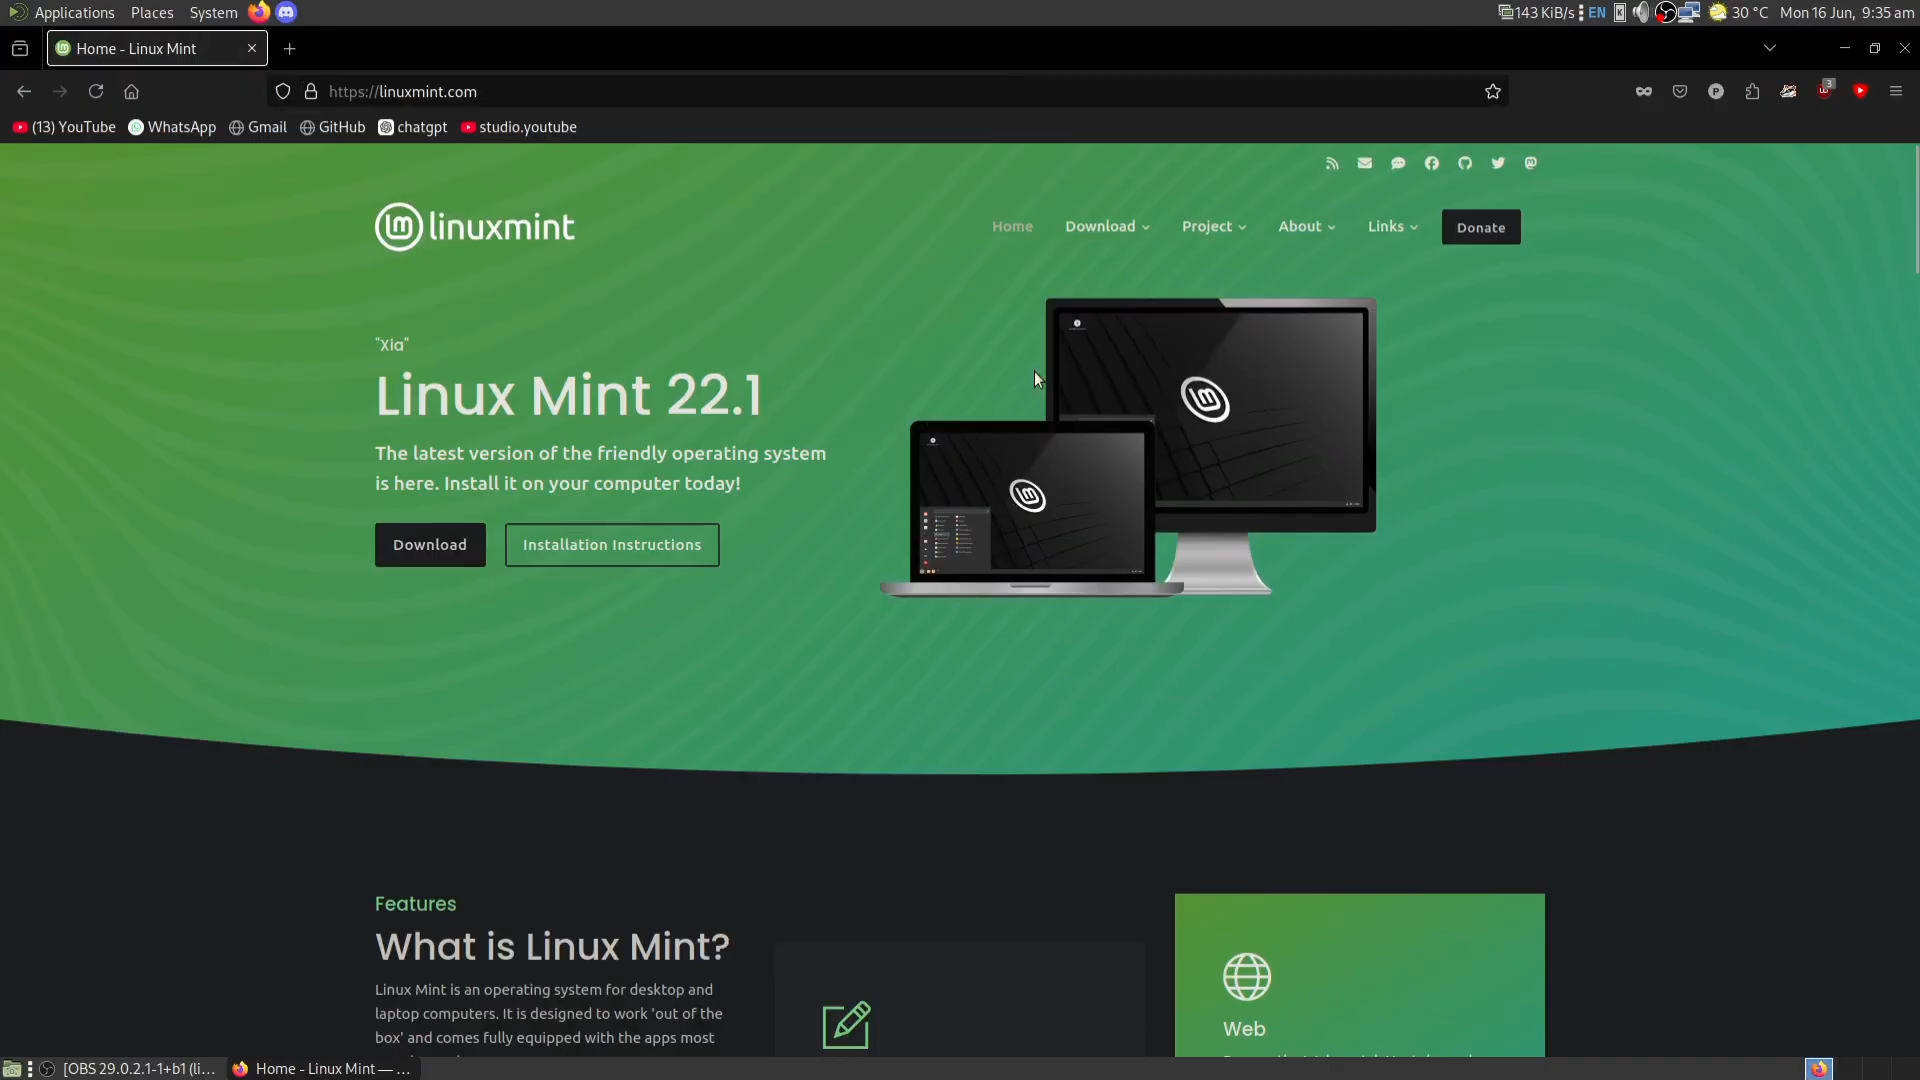 Applications Places System
143 KiB/s EN 30 °C Mon 16 Jun, 9:35 am
Home - Linux Mint
https://linuxmint.com
3
(13) YouTube WhatsApp Gmail GitHub chatgpt studio.youtube
linuxmint
Home Download Project About Links Donate
"Xia"
Linux Mint 22.1
The latest version of the friendly operating system
is here. Install it on your computer today!
Download Installation Instructions
Features
What is Linux Mint?
Linux Mint is an operating system for desktop and
laptop computers. It is designed to work 'out of the
box' and comes fully equipped with the apps most
Web
[OBS 29.0.2.1-1+b1 (li... Home - Linux Mint — ...